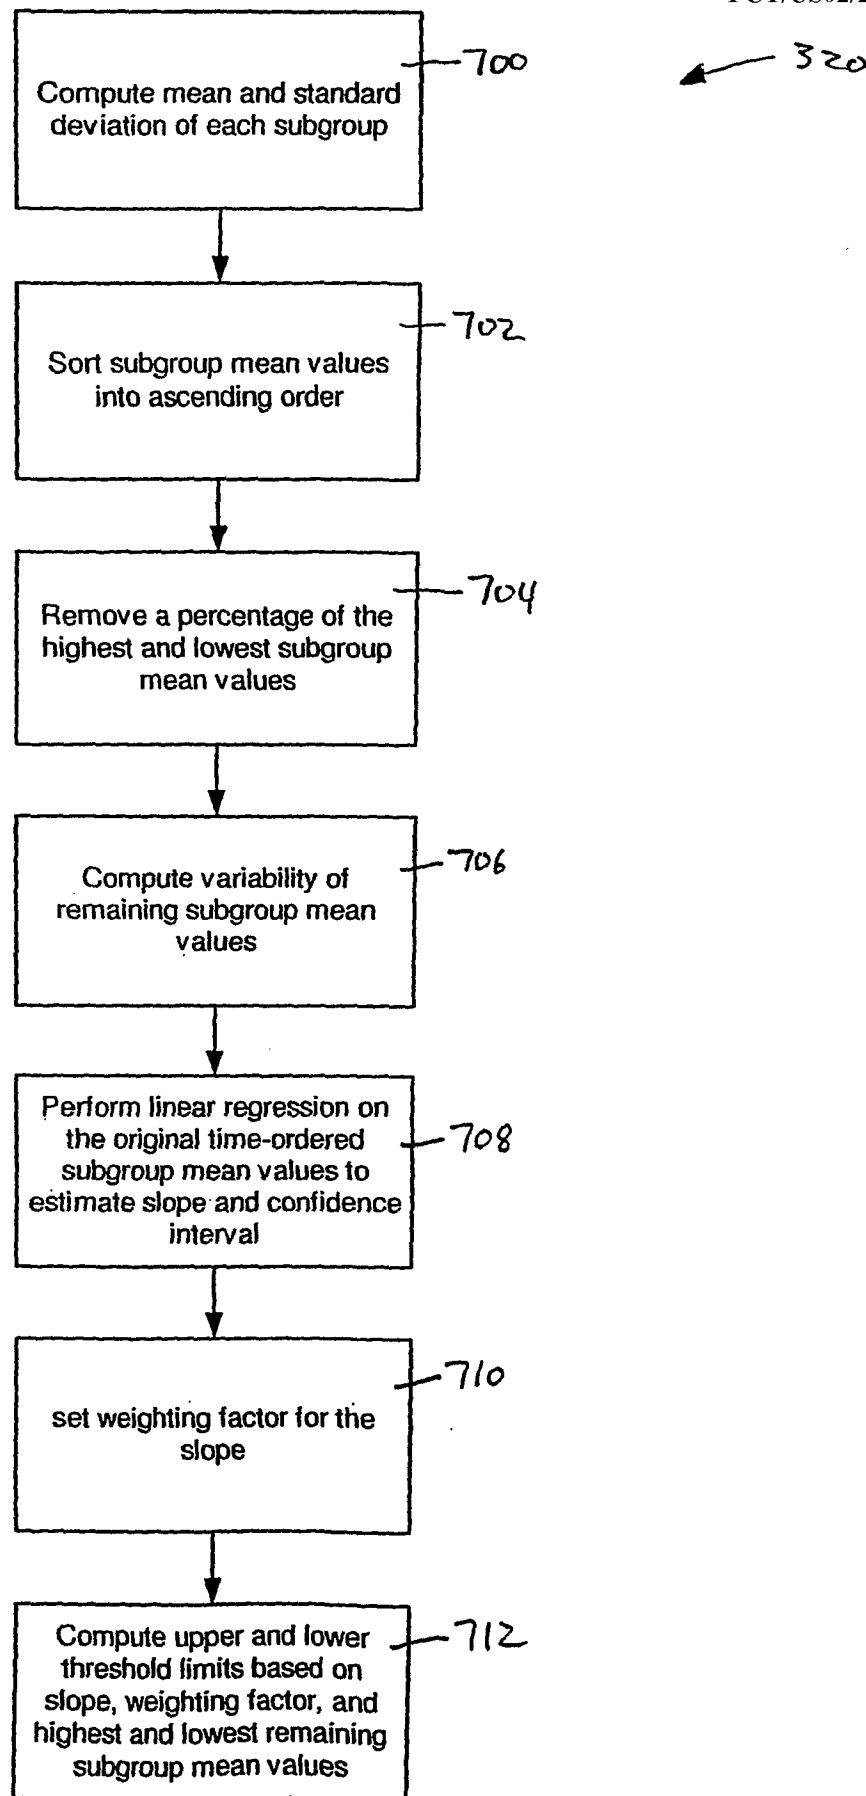 700
320
Compute mean and standard
deviation of each subgroup
702
Sort subgroup mean values
into ascending order
704
Remove a percentage of the
highest and lowest subgroup
mean values
706
Compute variability of
remaining subgroup mean
values
Perform linear regression on
the original time-ordered
708
subgroup mean values to
estimate slope and confidence
interval
710
set weighting factor for the
slope
Compute upper and lower
712
threshold limits based on
slope, weighting factor, and
highest and lowest remaining
subgroup mean values